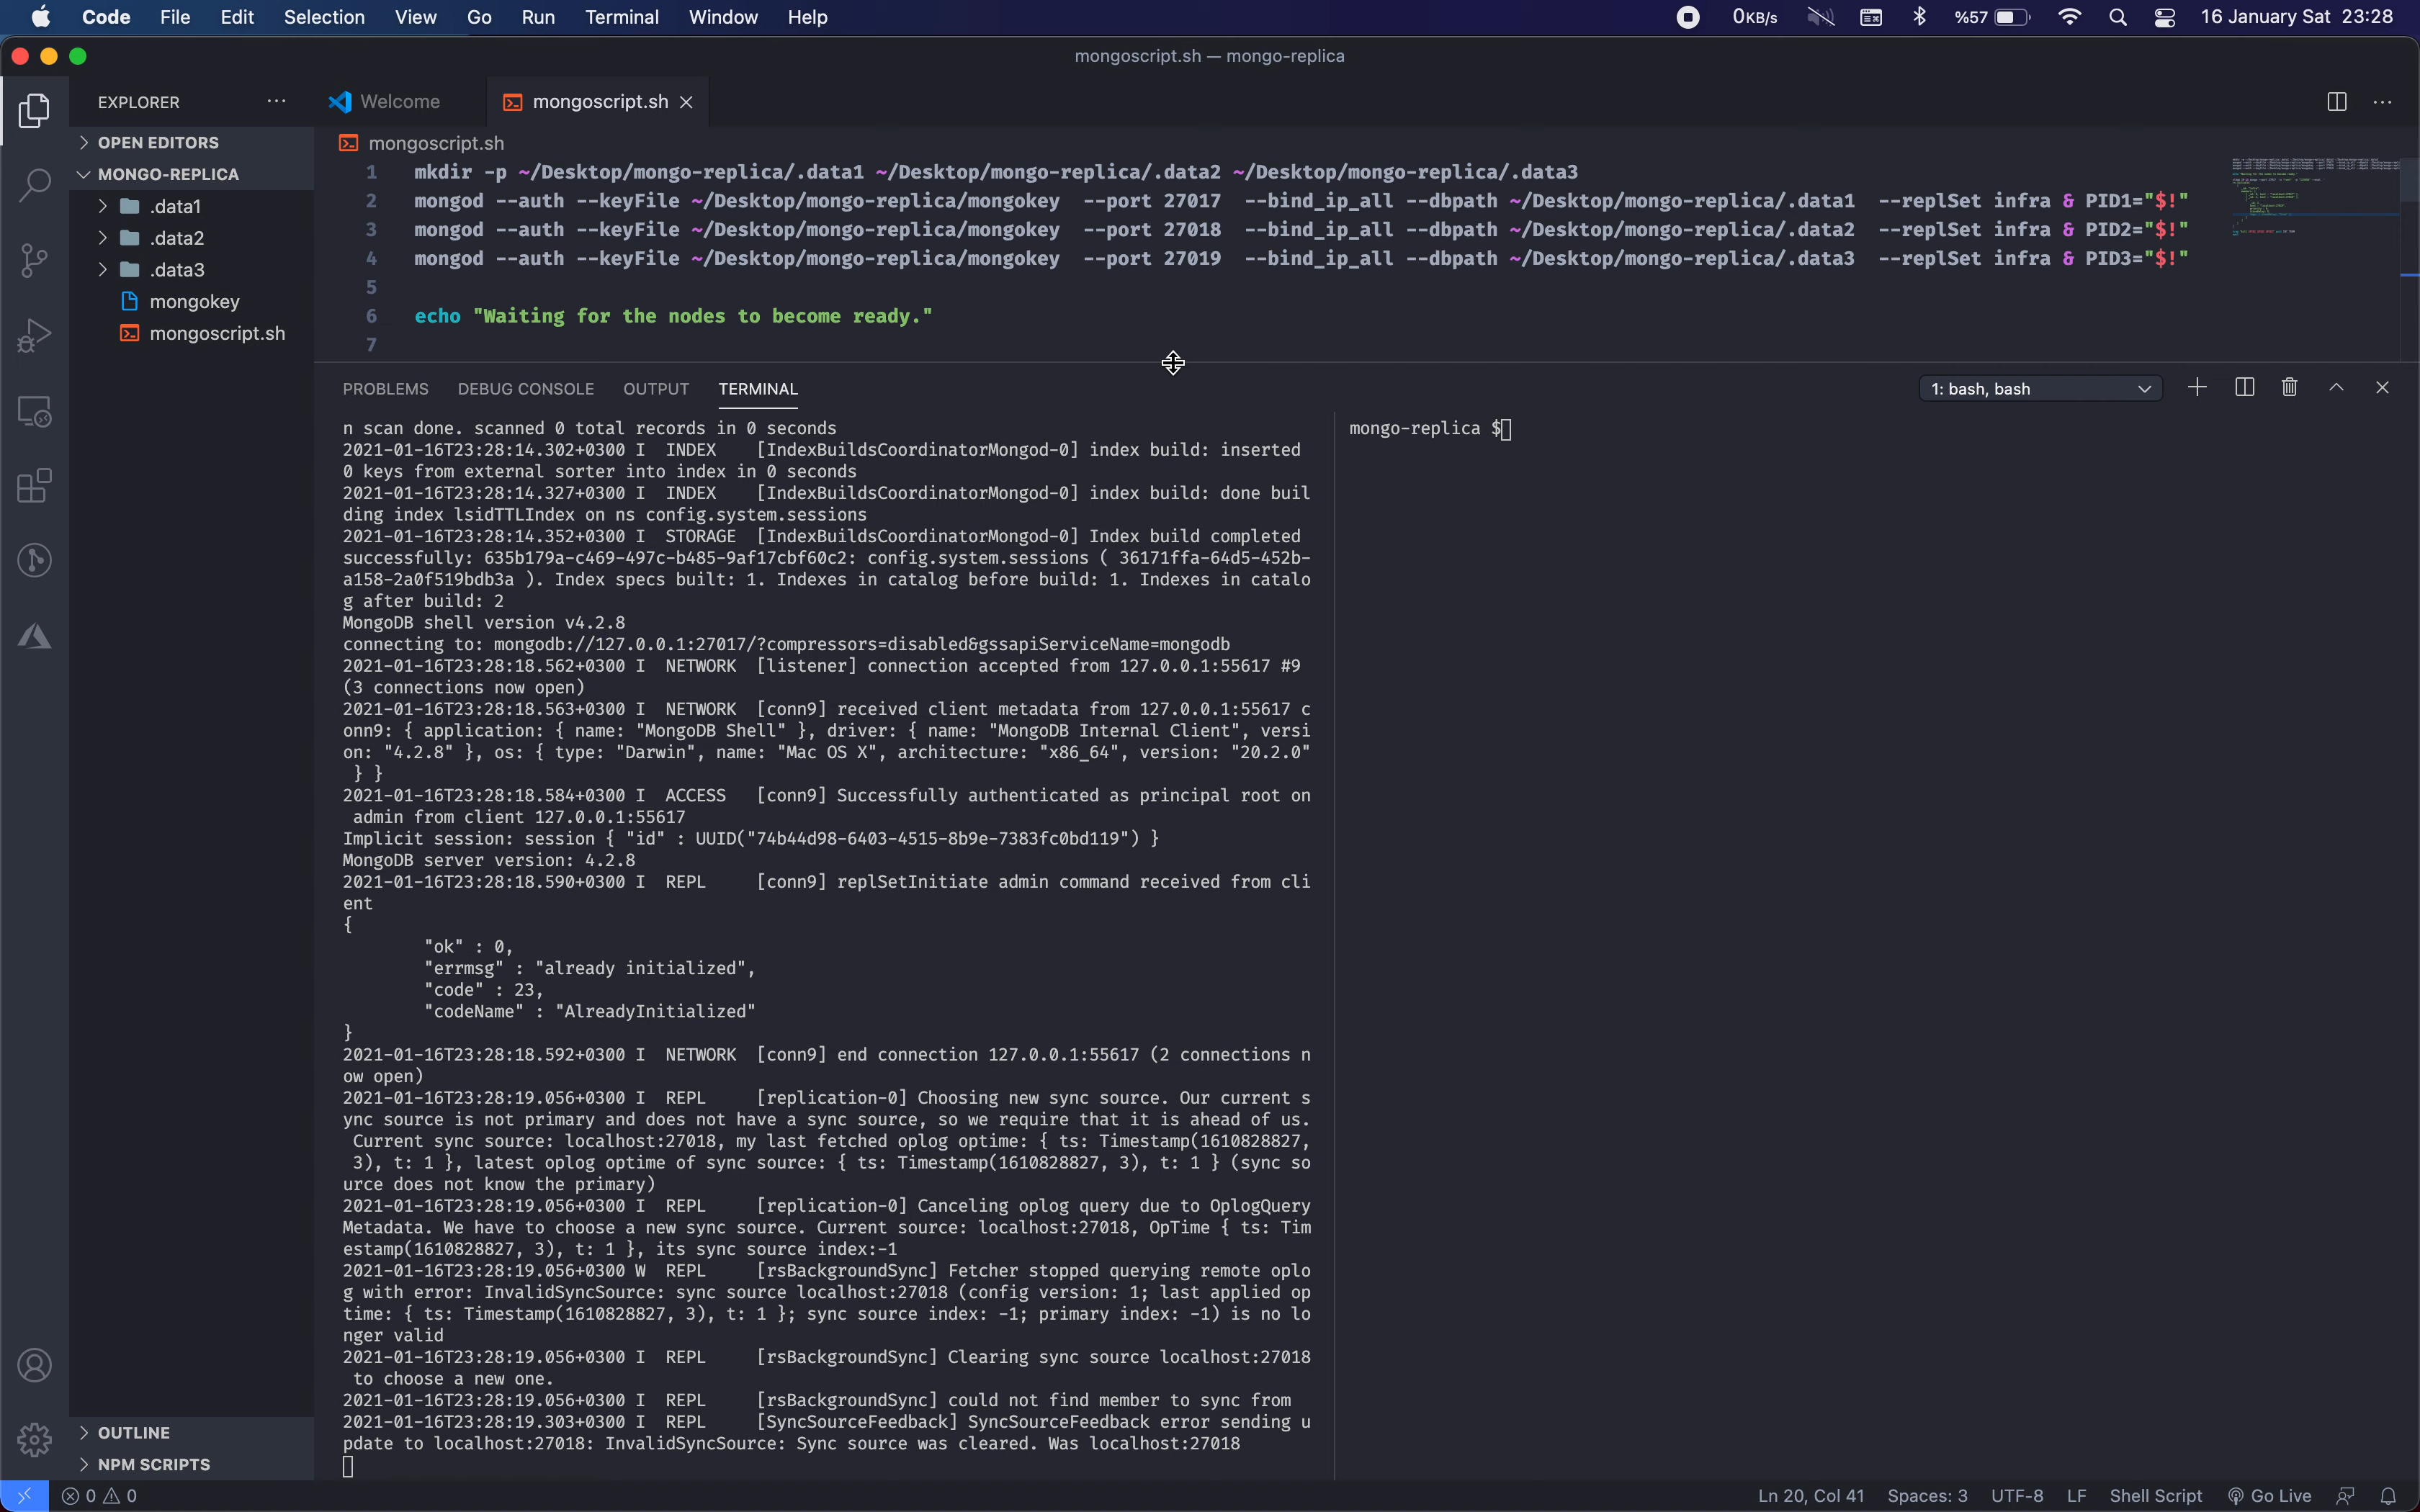 Code File Edit Selection View Go Run Terminal Window Help 0KB/s %57 16 January Sat 23:28
mongoscript.sh — mongo-replica
EXPLORER
OPEN EDITORS
MONGO-REPLICA
.data1
.data2
.data3
mongokey
mongoscript.sh
OUTLINE
NPM SCRIPTS
Welcome mongoscript.sh
mongoscript.sh
1 mkdir -p ~/Desktop/mongo-replica/.data1 ~/Desktop/mongo-replica/.data2 ~/Desktop/mongo-replica/.data3
2 mongod --auth --keyFile ~/Desktop/mongo-replica/mongokey --port 27017 --bind_ip_all --dbpath ~/Desktop/mongo-replica/.data1 --replSet infra & PID1="$!"
3 mongod --auth --keyFile ~/Desktop/mongo-replica/mongokey --port 27018 --bind_ip_all --dbpath ~/Desktop/mongo-replica/.data2 --replSet infra & PID2="$!"
4 mongod --auth --keyFile ~/Desktop/mongo-replica/mongokey --port 27019 --bind_ip_all --dbpath ~/Desktop/mongo-replica/.data3 --replSet infra & PID3="$!"
5
6 echo "Waiting for the nodes to become ready."
7
PROBLEMS DEBUG CONSOLE OUTPUT TERMINAL 1: bash, bash
n scan done. scanned 0 total records in 0 seconds
2021-01-16T23:28:14.302+0300 I INDEX [IndexBuildsCoordinatorMongod-0] index build: inserted
0 keys from external sorter into index in 0 seconds
2021-01-16T23:28:14.327+0300 I INDEX [IndexBuildsCoordinatorMongod-0] index build: done buil
ding index lsidTTLIndex on ns config.system.sessions
2021-01-16T23:28:14.352+0300 I STORAGE [IndexBuildsCoordinatorMongod-0] Index build completed
successfully: 635b179a-c469-497c-b485-9af17cbf60c2: config.system.sessions ( 36171ffa-64d5-452b-
a158-2a0f519bdb3a ). Index specs built: 1. Indexes in catalog before build: 1. Indexes in catalo
g after build: 2
MongoDB shell version v4.2.8
connecting to: mongodb://127.0.0.1:27017/?compressors=disabled&gssapiServiceName=mongodb
2021-01-16T23:28:18.562+0300 I NETWORK [listener] connection accepted from 127.0.0.1:55617 #9
(3 connections now open)
2021-01-16T23:28:18.563+0300 I NETWORK [conn9] received client metadata from 127.0.0.1:55617 c
onn9: { application: { name: "MongoDB Shell" }, driver: { name: "MongoDB Internal Client", versi
on: "4.2.8" }, os: { type: "Darwin", name: "Mac OS X", architecture: "x86_64", version: "20.2.0"
} }
2021-01-16T23:28:18.584+0300 I ACCESS [conn9] Successfully authenticated as principal root on
admin from client 127.0.0.1:55617
Implicit session: session { "id" : UUID("74b44d98-6403-4515-8b9e-7383fc0bd119") }
MongoDB server version: 4.2.8
2021-01-16T23:28:18.590+0300 I REPL [conn9] replSetInitiate admin command received from cli
ent
{
"ok" : 0,
"errmsg" : "already initialized",
"code" : 23,
"codeName" : "AlreadyInitialized"
}
2021-01-16T23:28:18.592+0300 I NETWORK [conn9] end connection 127.0.0.1:55617 (2 connections n
ow open)
2021-01-16T23:28:19.056+0300 I REPL [replication-0] Choosing new sync source. Our current s
ync source is not primary and does not have a sync source, so we require that it is ahead of us.
Current sync source: localhost:27018, my last fetched oplog optime: { ts: Timestamp(1610828827,
3), t: 1 }, latest oplog optime of sync source: { ts: Timestamp(1610828827, 3), t: 1 } (sync so
urce does not know the primary)
2021-01-16T23:28:19.056+0300 I REPL [replication-0] Canceling oplog query due to OplogQuery
Metadata. We have to choose a new sync source. Current source: localhost:27018, OpTime { ts: Tim
estamp(1610828827, 3), t: 1 }, its sync source index:-1
2021-01-16T23:28:19.056+0300 W REPL [rsBackgroundSync] Fetcher stopped querying remote oplo
g with error: InvalidSyncSource: sync source localhost:27018 (config version: 1; last applied op
time: { ts: Timestamp(1610828827, 3), t: 1 }; sync source index: -1; primary index: -1) is no lo
nger valid
2021-01-16T23:28:19.056+0300 I REPL [rsBackgroundSync] Clearing sync source localhost:27018
to choose a new one.
2021-01-16T23:28:19.056+0300 I REPL [rsBackgroundSync] could not find member to sync from
2021-01-16T23:28:19.303+0300 I REPL [SyncSourceFeedback] SyncSourceFeedback error sending u
pdate to localhost:27018: InvalidSyncSource: Sync source was cleared. Was localhost:27018
mongo-replica $
0 0 Ln 20, Col 41 Spaces: 3 UTF-8 LF Shell Script Go Live